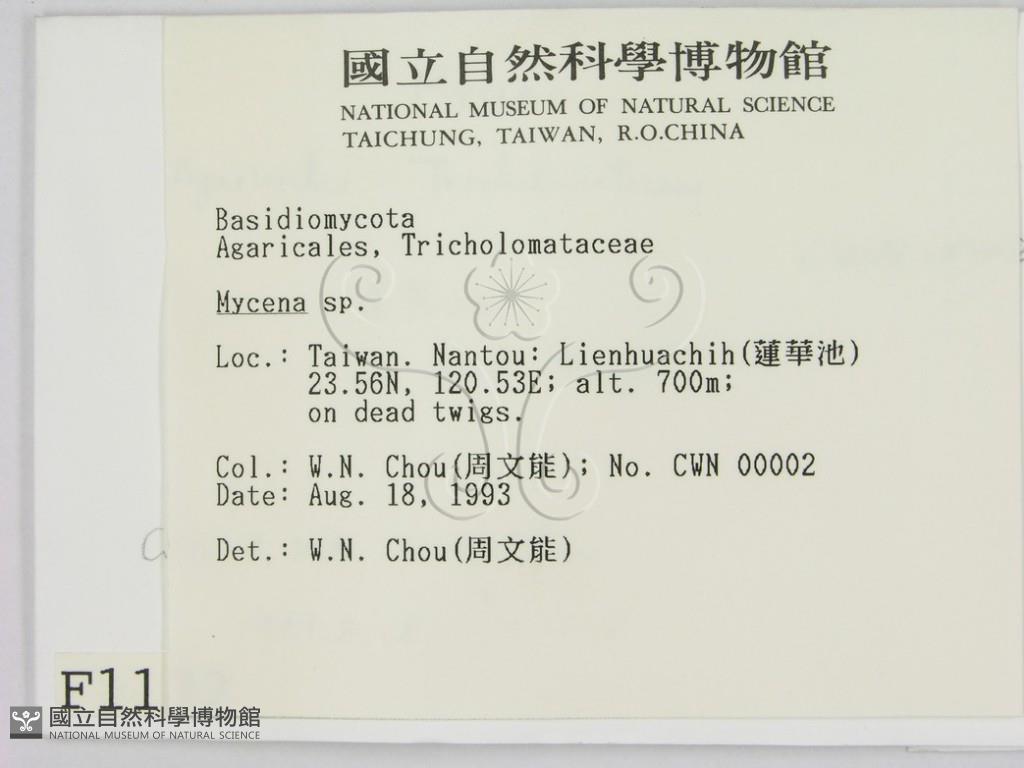 國立自然科學博物館
NATIONAL MUSEUM OF NATURAL SCIENCE
TAICHUNG, TAIWAN, R.O.CHINA
Basidiomycota
Agaricales, Tricholomataceae
Mycena sp.
Loc.: Taiwan. Nantou: Lienhuachih(蓮華池)
23.56N, 120.53E; alt. 700m;
on dead twigs.
Col.: W.N. Chou(周文能); No. CWN 00002
Date: Aug. 18, 1993
Det.: W.N. Chou(周文能)
F11
國立自然科學博物館
NATIONAL MUSEUM OF NATURAL SCIENCE